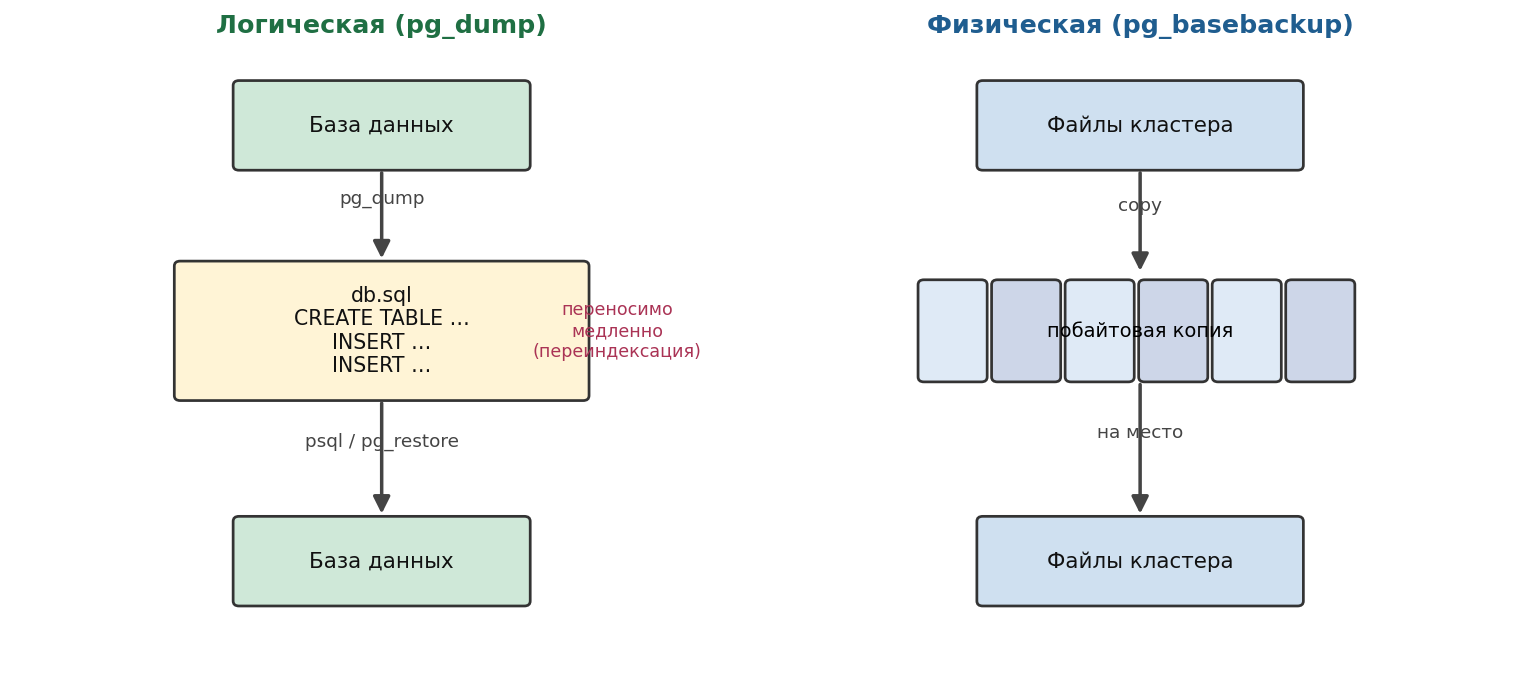 Логическая (pg_dump)
База данных
pg_dump
db.sql
CREATE TABLE …
INSERT …
INSERT …
переносимо
медленно
(переиндексация)
psql / pg_restore
База данных
Физическая (pg_basebackup)
Файлы кластера
copy
побайтовая копия
на место
Файлы кластера